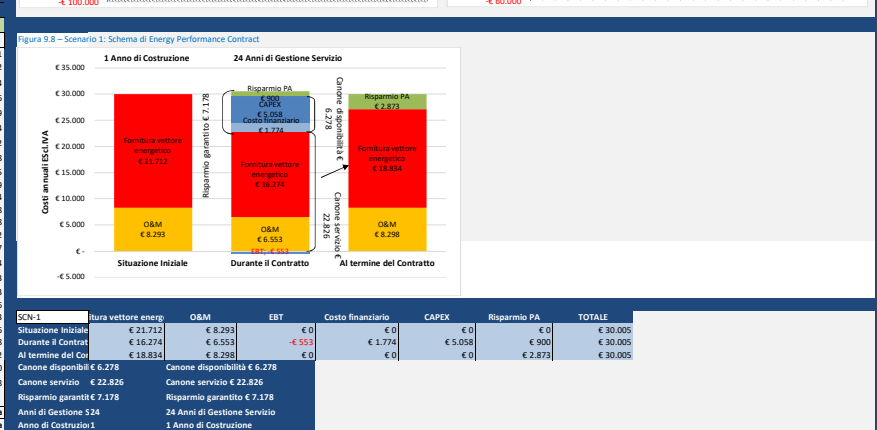 -€ 100.000
-€ 60.000
Figura 9.8 – Scenario 1: Schema di Energy Performance Contract
1 Anno di Costruzione
24 Anni di Gestione Servizio
€ 35.000
€ 30.000
€ 25.000
€ 20.000
€ 15.000
€ 10.000
€ 5.000
€ -
-€ 5.000
Costi annuali EScl.IVA
Fornitura vettore
energetico
€ 21.712
O&M
€ 8.293
Risparmio garantito € 7.178
Risparmio PA
€ 900
CAPEX
€ 5.058
Costo finanziario
€ 1.774
Fornitura vettore
energetico
€ 16.274
O&M
€ 6.553
EBT; -€ 553
Canone disponibilità €
6.278
Canone servizio €
22.826
Risparmio PA
€ 2.873
Fornitura vettore
energetico
€ 18.834
O&M
€ 8.298
Situazione Iniziale
Durante il Contratto
Al termine del Contratto
SCN-1 itura vettore energ O&M EBT Costo finanziario CAPEX Risparmio PA TOTALE
Situazione Iniziale € 21.712 € 8.293 € 0 € 0 € 0 € 0 € 30.005
Durante il Contrat € 16.274 € 6.553 -€ 553 € 1.774 € 5.058 € 900 € 30.005
Al termine del Cor € 18.834 € 8.298 € 0 € 0 € 0 € 2.873 € 30.005
Canone disponibil € 6.278 Canone disponibilità € 6.278
Canone servizio € 22.826 Canone servizio € 22.826
Risparmio garantit € 7.178 Risparmio garantito € 7.178
Anni di Gestione S 24 24 Anni di Gestione Servizio
Anno di Costruzio 1 1 Anno di Costruzione